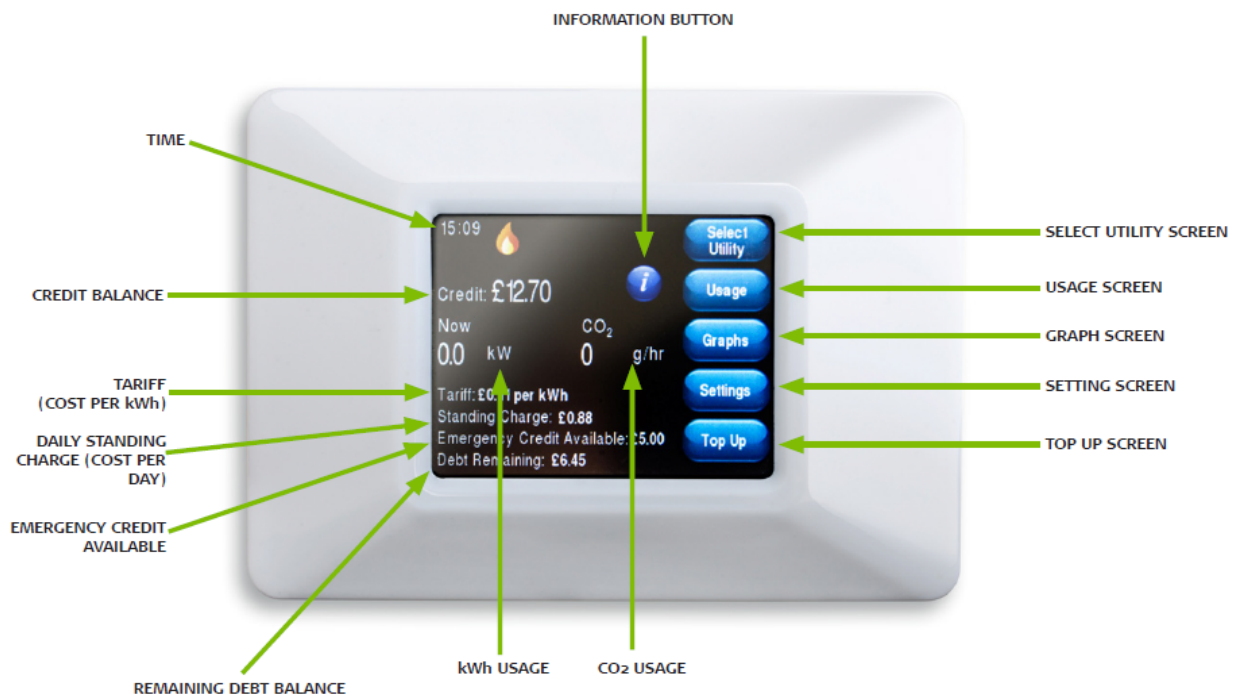 INFORMATION BUTTON
TIME
CREDIT BALANCE
TARIFF
(COST PER kWh)
DAILY STANDING
CHARGE (COST PER
DAY)
EMERGENCY CREDIT
AVAILABLE
REMAINING DEBT BALANCE
15:09
Credit: £12.70
i
Now
CO₂
0.0 kW
0 g/hr
Tariff: per kWh
Standing Charge: £0.88
Emergency Credit Available: £5.00
Debt Remaining: £6.45
Select
Utility
Usage
Graphs
Settings
Top Up
SELECT UTILITY SCREEN
USAGE SCREEN
GRAPH SCREEN
SETTING SCREEN
TOP UP SCREEN
kWh USAGE
CO2 USAGE